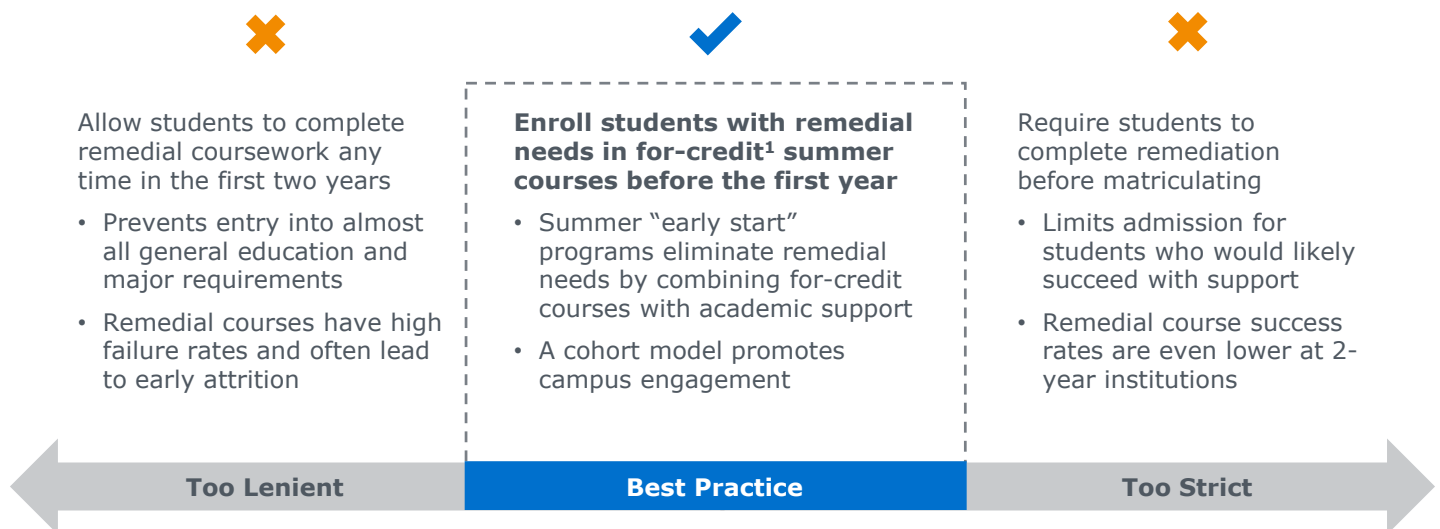 Allow students to complete
remedial coursework any
time in the first two years
• Prevents entry into almost
all general education and
major requirements
• Remedial courses have high
failure rates and often lead
to early attrition
Enroll students with remedial
needs in for-credit¹ summer
courses before the first year
• Summer “early start”
programs eliminate remedial
needs by combining for-credit
courses with academic support
• A cohort model promotes
campus engagement
Require students to
complete remediation
before matriculating
• Limits admission for
students who would likely
succeed with support
• Remedial course success
rates are even lower at 2-
year institutions
Too Lenient
Best Practice
Too Strict